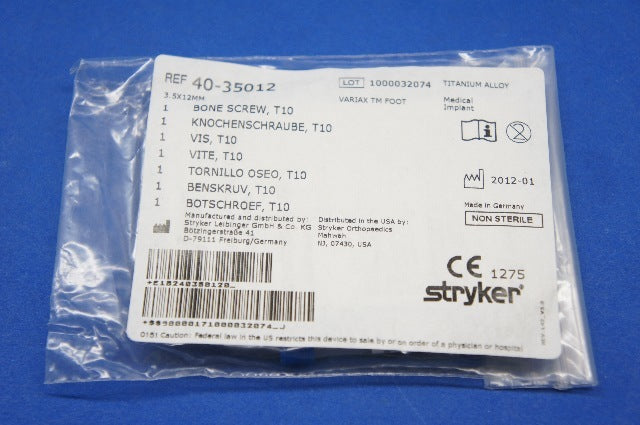 REF 40-35012
LOT 1000032074 TITANIUM ALLOY
3.5X12MM
VARIAX TM FOOT
Medical
Implant
1 BONE SCREW, T10
1 KNOCHENSCHRAUBE, T10
1 VIS, T10
1 VITE, T10
1 TORNILLO OSEO, T10
1 BENSKRUV, T10
1 BOTSCHROEF, T10
2012-01
Made in Germany
NON STERILE
Manufactured and distributed by:
Stryker Leibinger GmbH & Co. KG
Bötzingerstraße 41
D-79111 Freiburg/Germany
Distributed in the USA by:
Stryker Orthopaedics
Mahwah
NJ, 07430, USA
CE 1275
stryker
0151 Caution: Federal law in the US restricts this device to sale by or on order of a physician or hospital